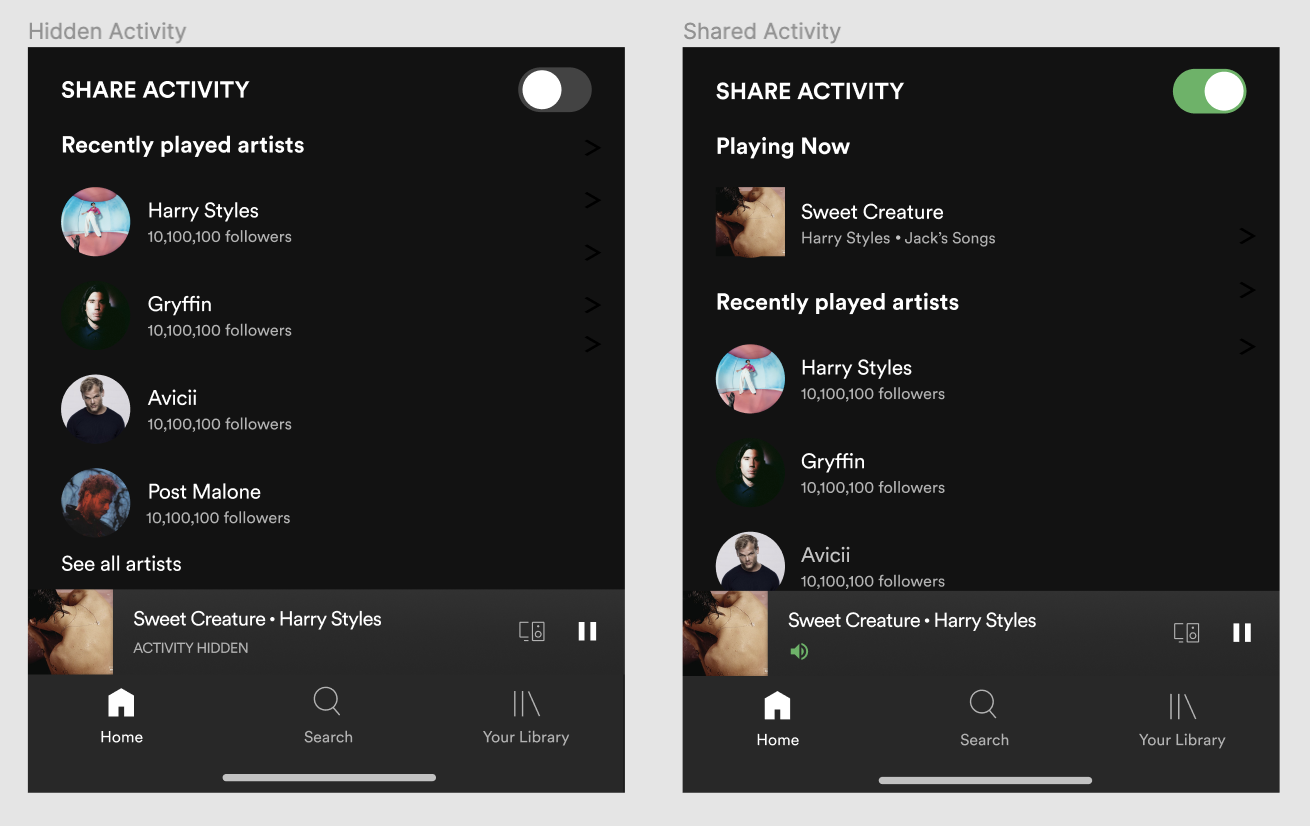 Hidden Activity
SHARE ACTIVITY
Recently played artists
>
Harry Styles
10,100,100 followers
>
>
Gryffin
10,100,100 followers
>
>
Avicii
10,100,100 followers
Post Malone
10,100,100 followers
See all artists
Sweet Creature • Harry Styles
ACTIVITY HIDDEN
Home
Search
Your Library
Shared Activity
SHARE ACTIVITY
Playing Now
Sweet Creature
Harry Styles • Jack's Songs
>
>
Recently played artists
>
Harry Styles
10,100,100 followers
Gryffin
10,100,100 followers
Avicii
10,100,100 followers
Sweet Creature • Harry Styles
Home
Search
Your Library